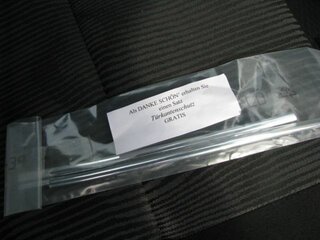 Als DANKE SCHÖN" erhalten Sie
einen Satz
Türkantenschutz
GRATIS